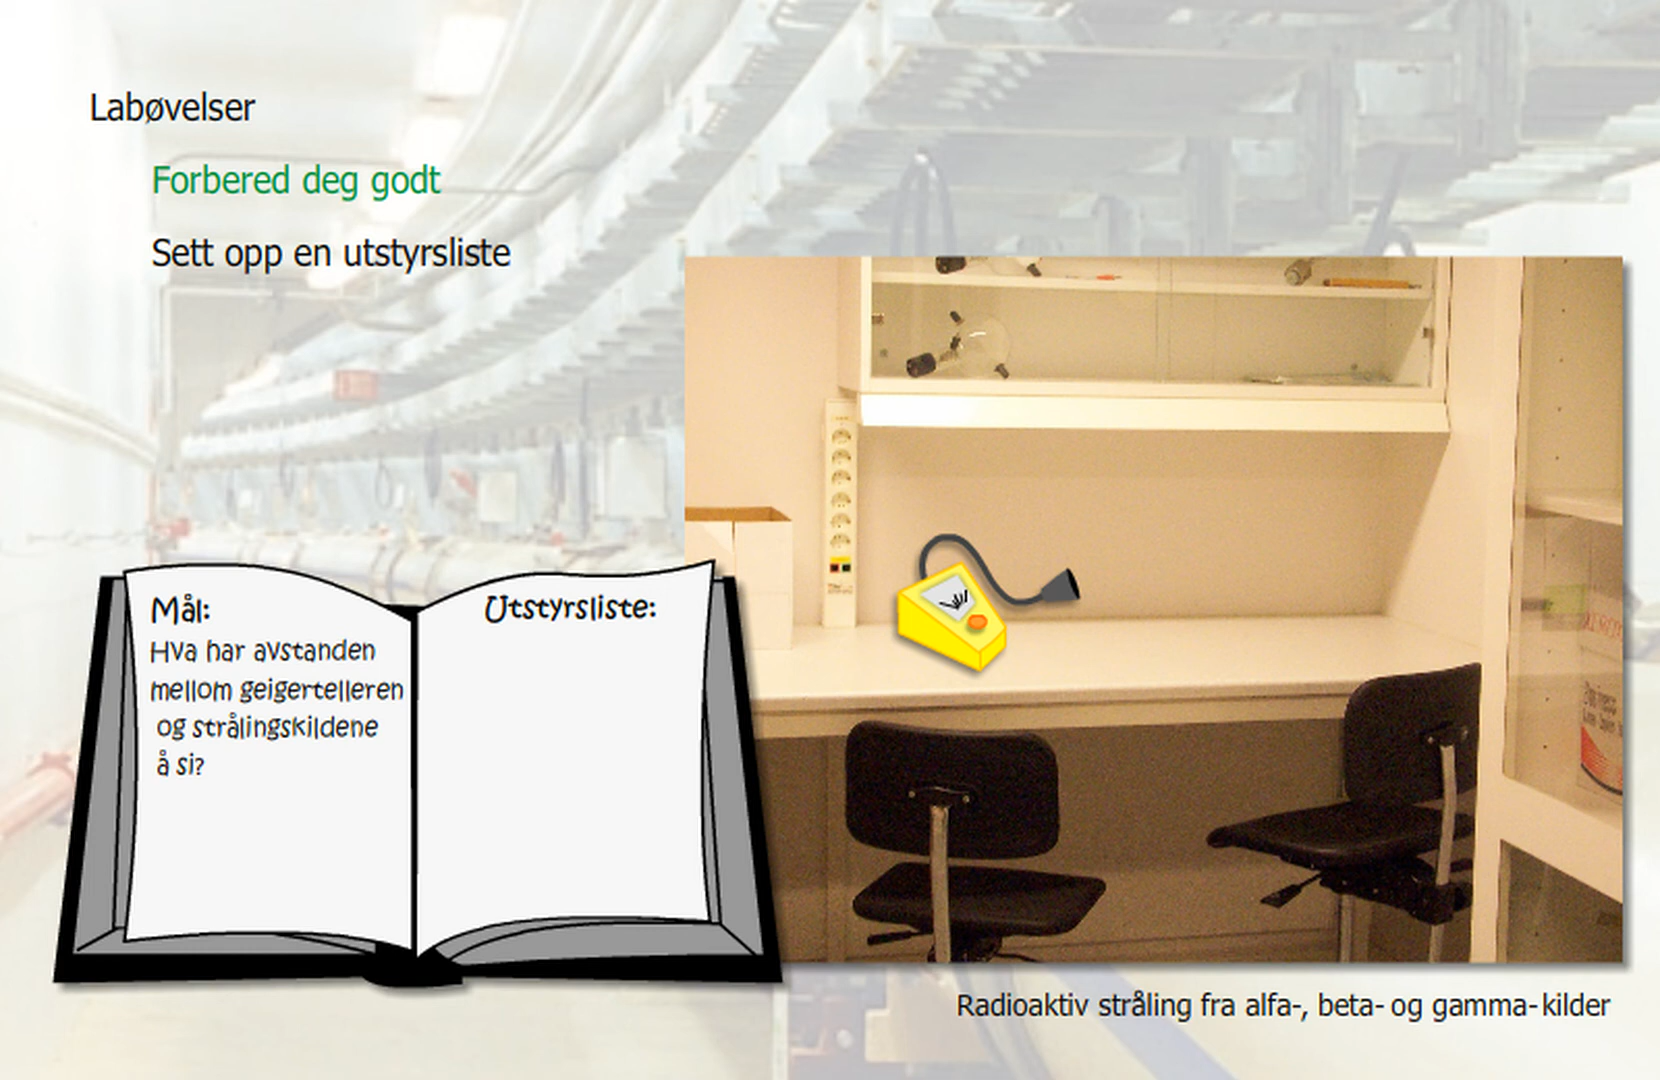 Labøvelser
Forbered deg godt
Sett opp en utstyrsliste
Mål:
Hva har avstanden
mellom geigertelleren
og strålingskildene
å si?
Utstyrsliste:
Radioaktiv stråling fra alfa-, beta- og gamma-kilder